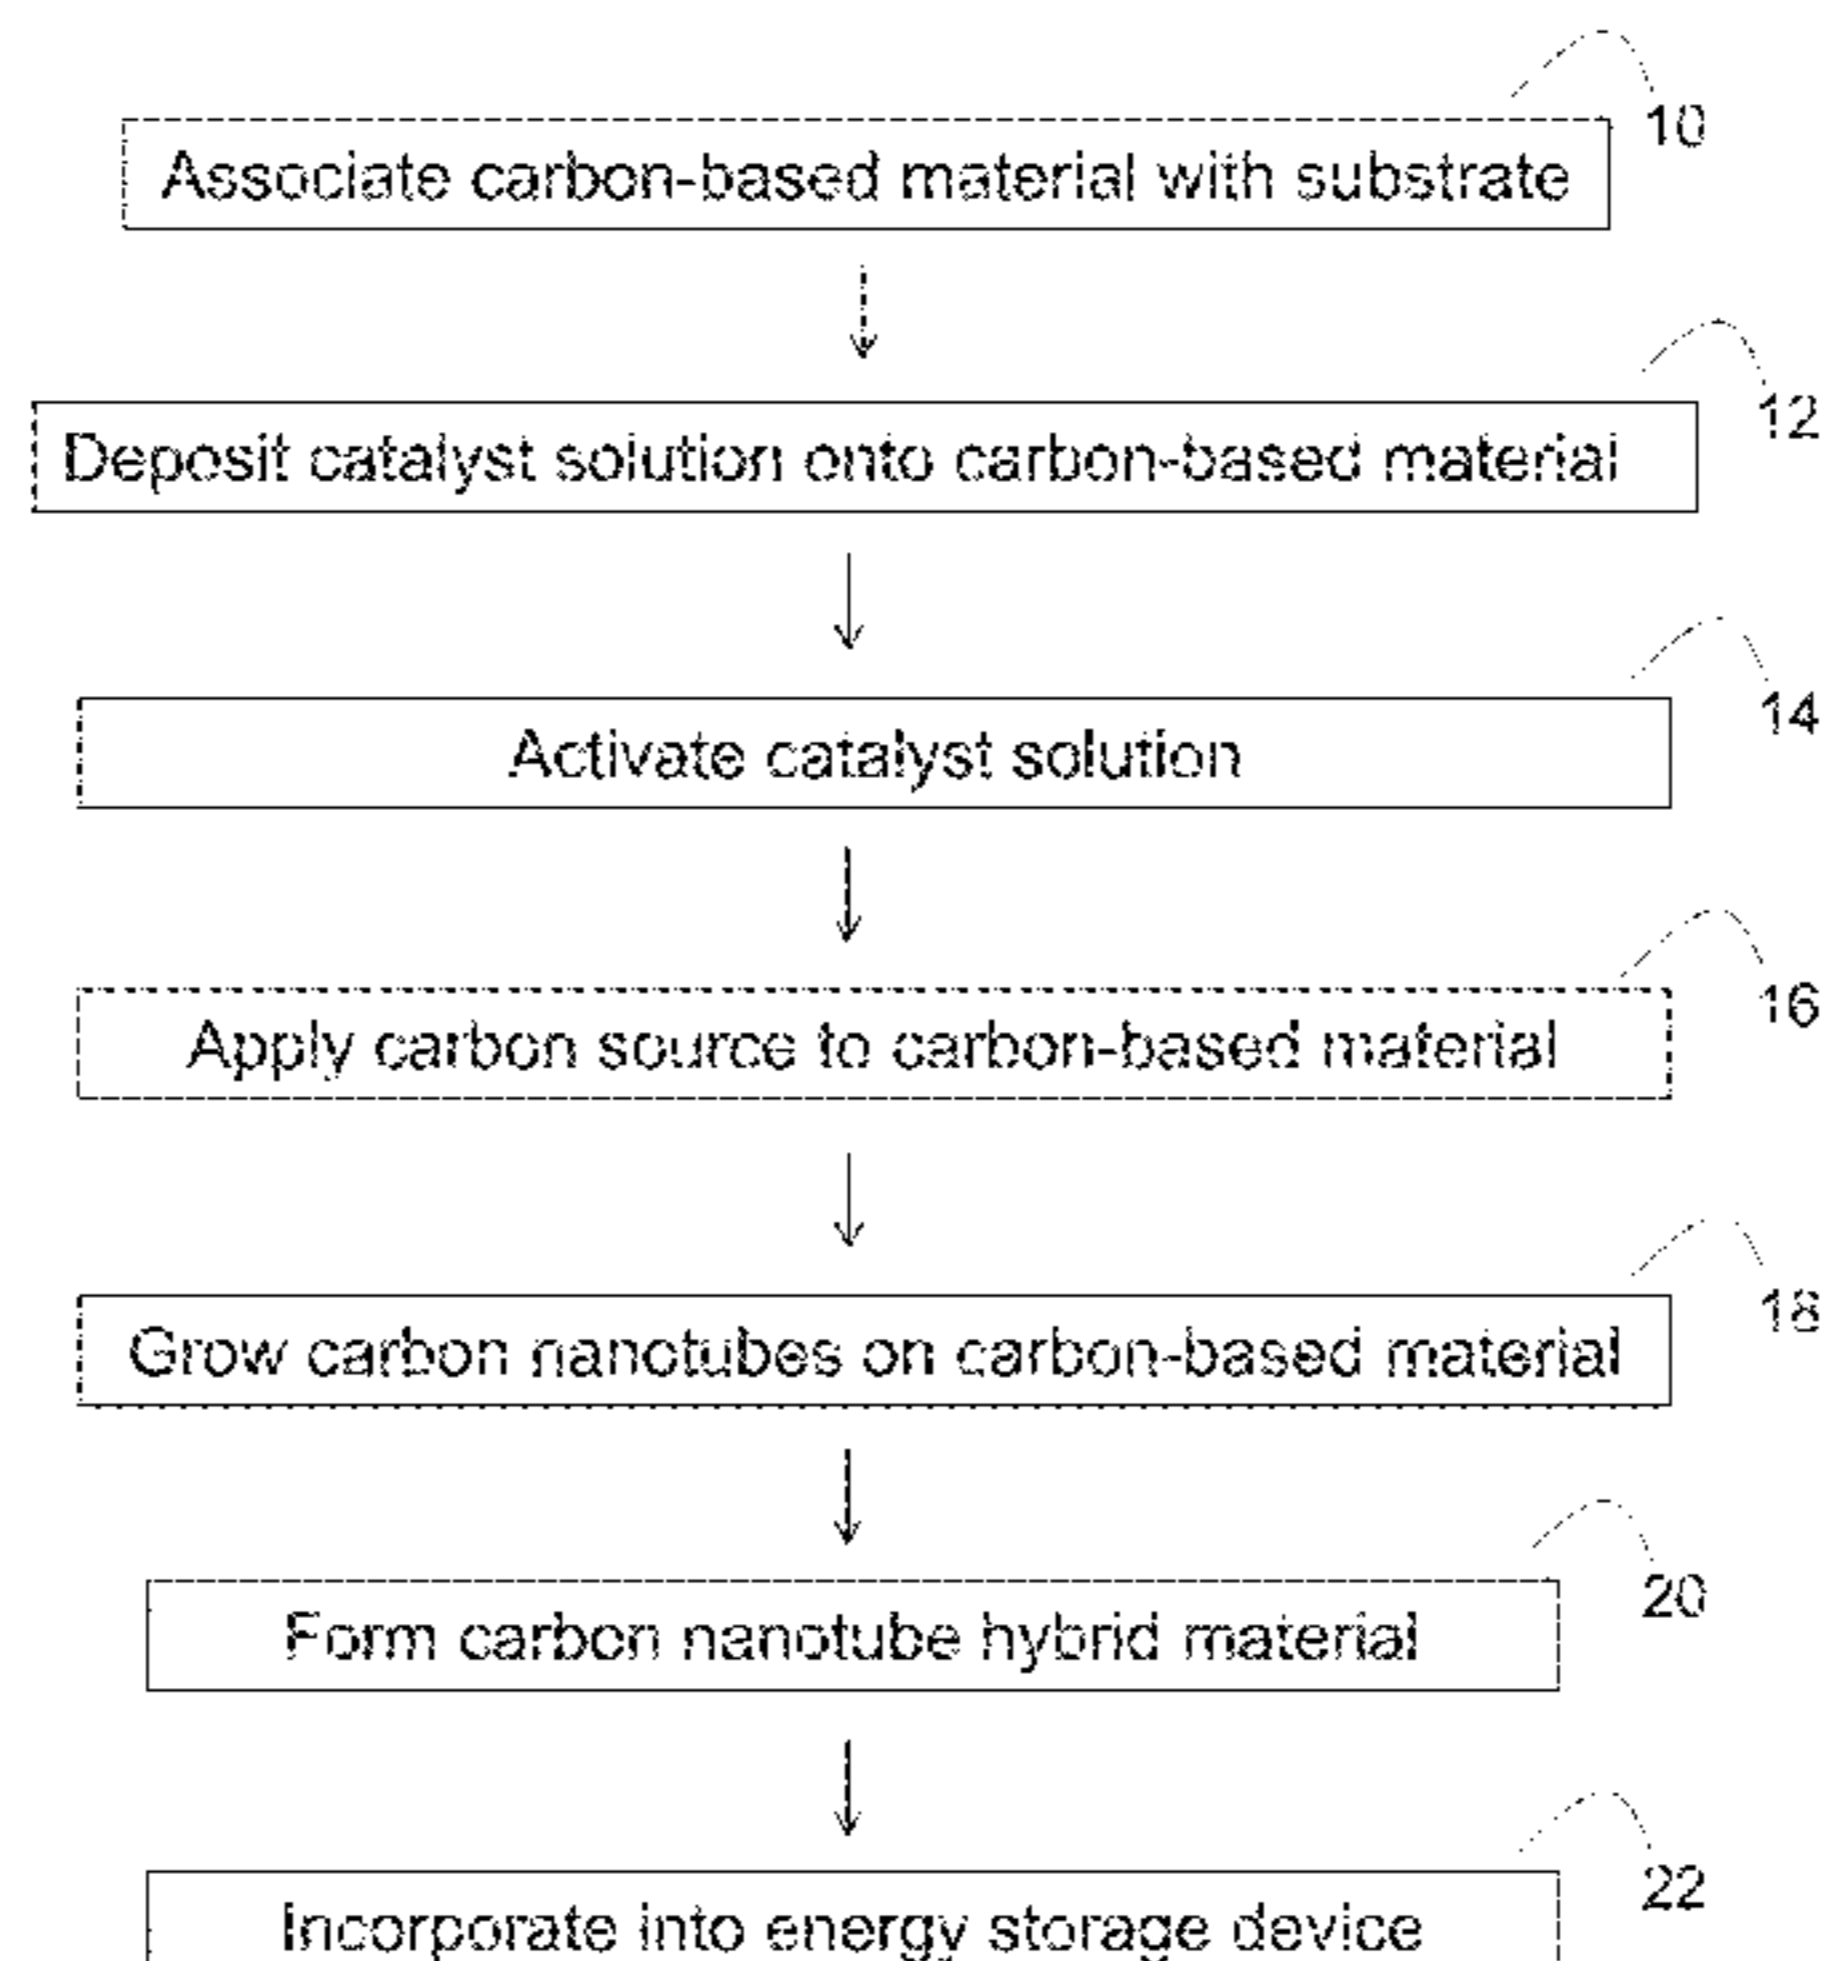 10
Associate carbon-based material with substrate
12
Deposit catalyst solution onto carbon-based material
14
Activate catalyst solution
16
Apply carbon source to carbon-based material
18
Grow carbon nanotubes on carbon-based material
20
Form carbon nanotube hybrid material
22
Incorporate into energy storage device